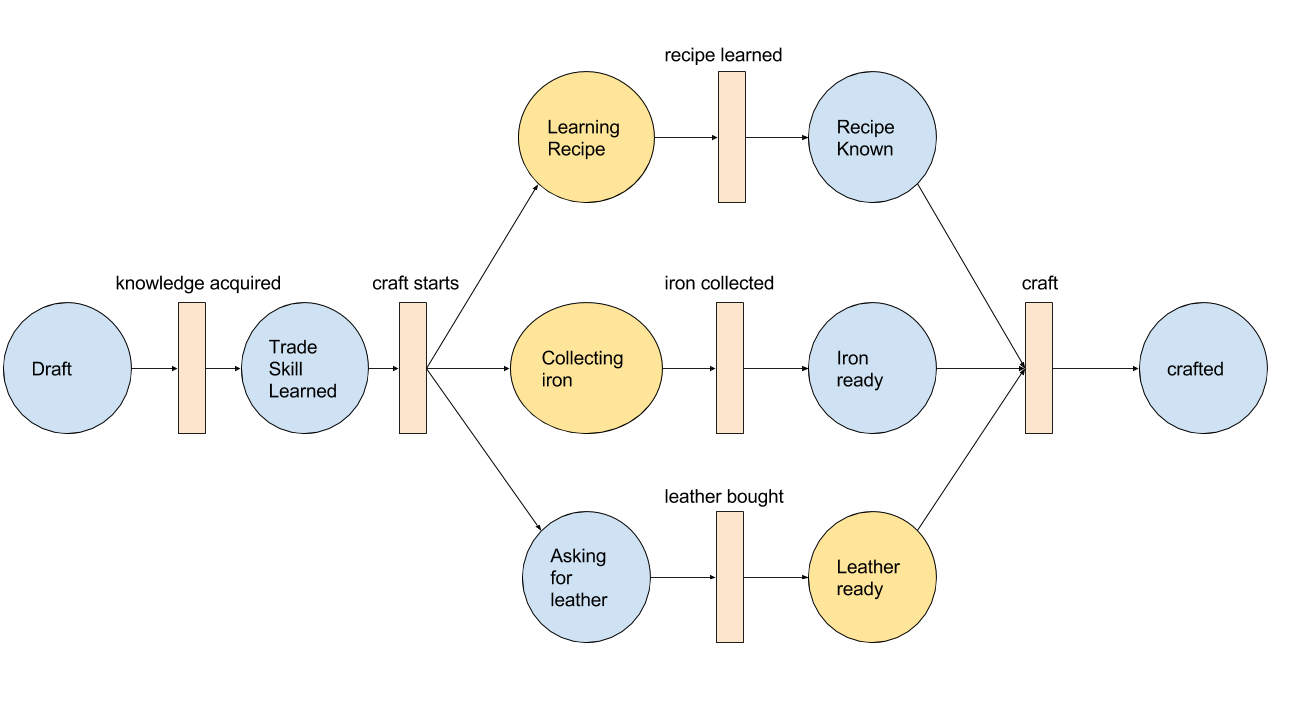 recipe learned
Learning
Recipe
Recipe
Known
knowledge acquired
craft starts
iron collected
craft
Draft
Trade
Skill
Learned
Collecting
iron
Iron
ready
crafted
leather bought
Asking
for
leather
Leather
ready